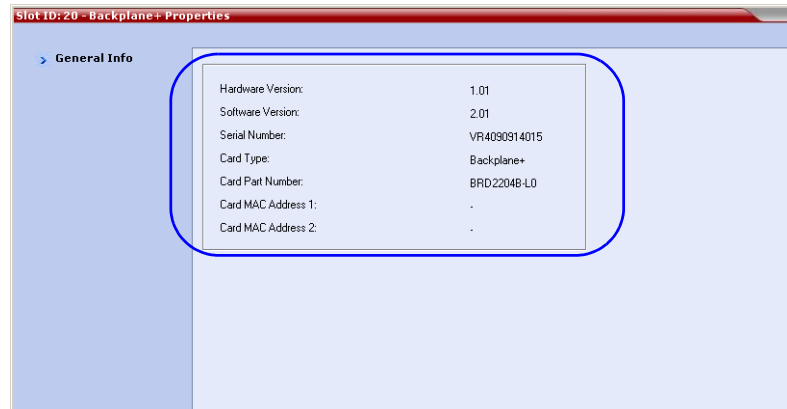 Slot ID: 20 - Backplane+ Properties
General Info
Hardware Version: 1.01
Software Version: 2.01
Serial Number: VR4090914015
Card Type: Backplane+
Card Part Number: BRD2204B-L0
Card MAC Address 1: -
Card MAC Address 2: -